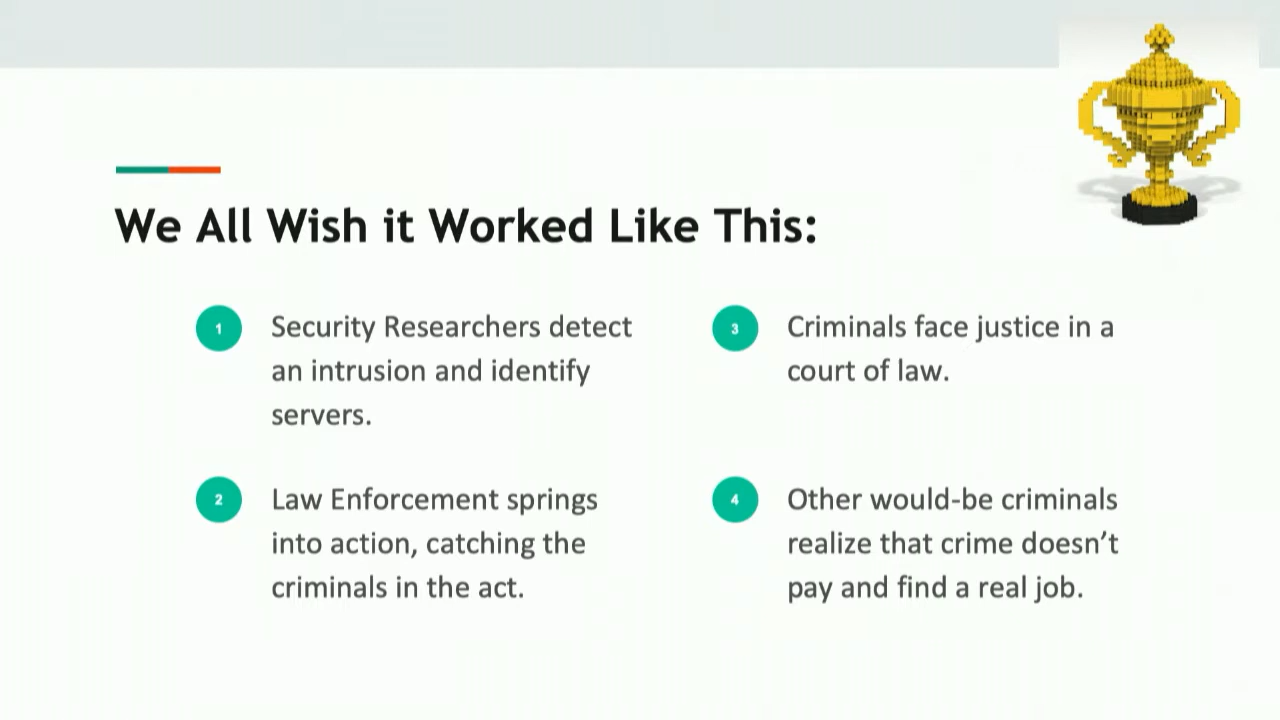 We All Wish it Worked Like This:
1
Security Researchers detect
an intrusion and identify
servers.
2
Law Enforcement springs
into action, catching the
criminals in the act.
3
Criminals face justice in a
court of law.
4
Other would-be criminals
realize that crime doesn’t
pay and find a real job.